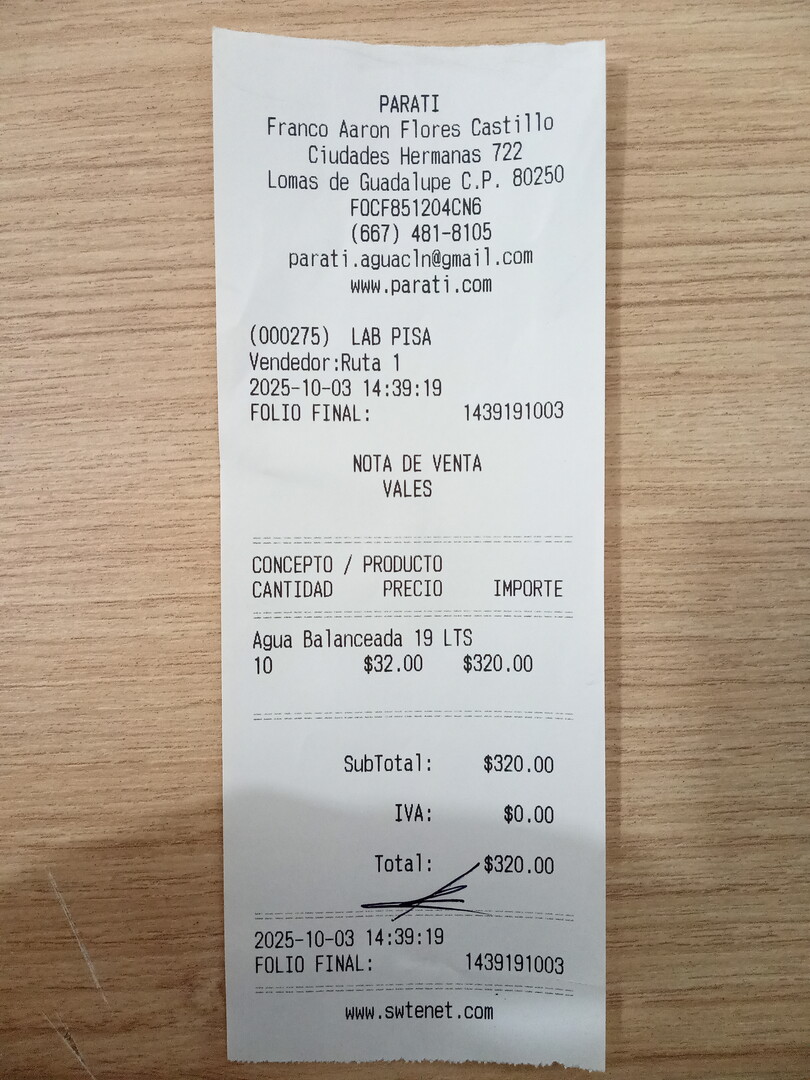 PARATI
Franco Aaron Flores Castillo
Ciudades Hermanas 722
Lomas de Guadalupe C.P. 80250
FOCF851204CN6
(667) 481-8105
parati.aguacln@gmail.com
www.parati.com
(000275) LAB PISA
Vendedor:Ruta 1
2025-10-03 14:39:19
FOLIO FINAL: 1439191003
NOTA DE VENTA
VALES
CONCEPTO / PRODUCTO
CANTIDAD PRECIO IMPORTE
Agua Balanceada 19 LTS
10 $32.00 $320.00
SubTotal: $320.00
IVA: $0.00
Total: $320.00
2025-10-03 14:39:19
FOLIO FINAL: 1439191003
www.swtenet.com